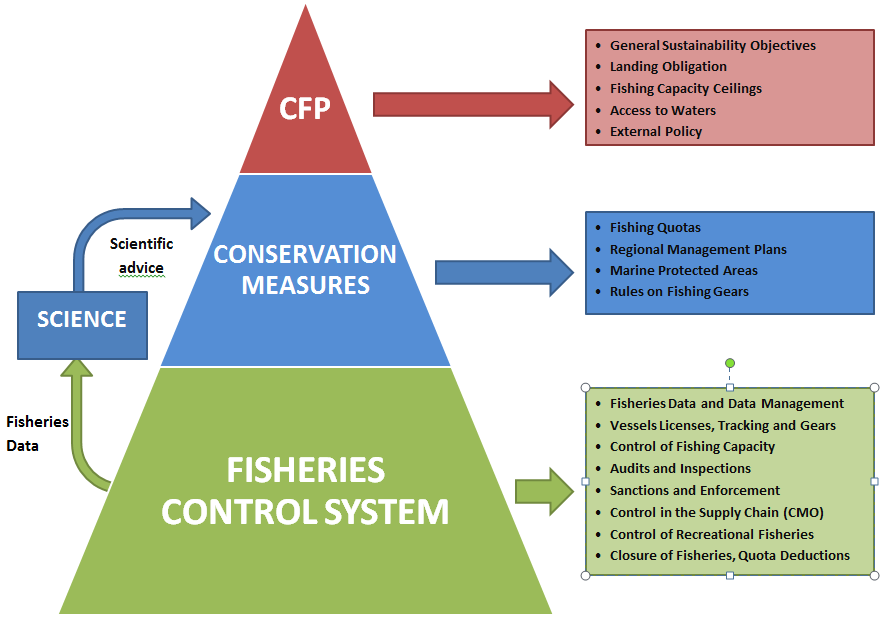 CFP
• General Sustainability Objectives
• Landing Obligation
• Fishing Capacity Ceilings
• Access to Waters
• External Policy
Scientific
advice
CONSERVATION
MEASURES
• Fishing Quotas
• Regional Management Plans
• Marine Protected Areas
• Rules on Fishing Gears
SCIENCE
Fisheries
Data
FISHERIES
CONTROL SYSTEM
• Fisheries Data and Data Management
• Vessels Licenses, Tracking and Gears
• Control of Fishing Capacity
• Audits and Inspections
• Sanctions and Enforcement
• Control in the Supply Chain (CMO)
• Control of Recreational Fisheries
• Closure of Fisheries, Quota Deductions